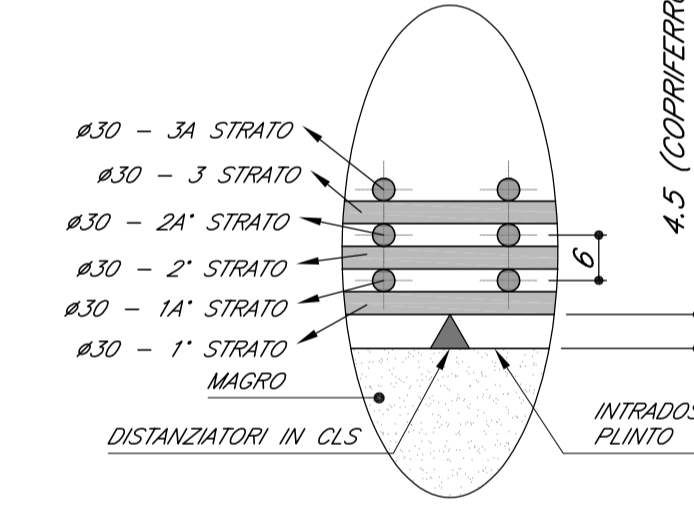 ø30 - 3A STRATO
ø30 - 3 STRATO
ø30 - 2A° STRATO
ø30 - 2° STRATO
ø30 - 1A° STRATO
ø30 - 1° STRATO
MAGRO
DISTANZIATORI IN CLS
6
4.5 (COPRIFERRO
INTRADOS
PLINTO